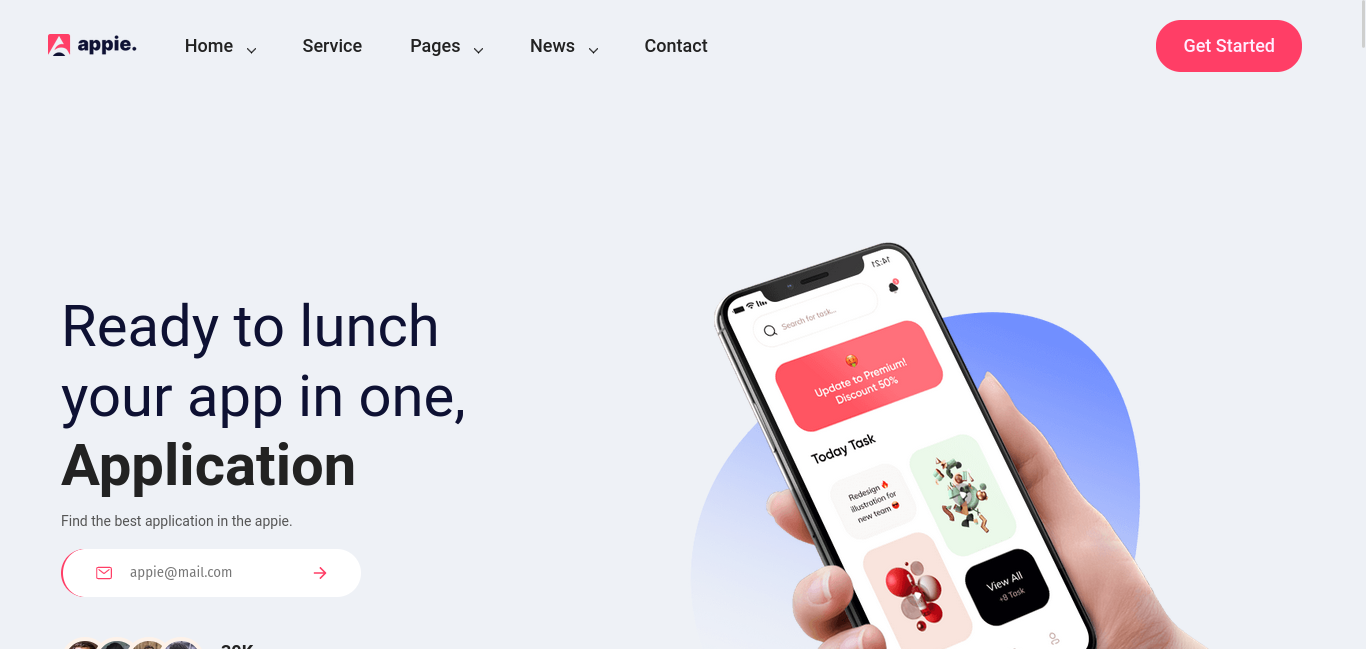 appie.
Home
Service
Pages
News
Contact
Get Started
Ready to lunch
your app in one,
Application
Find the best application in the appie.
appie@mail.com
14:21
Search for task...
Update to Premium!
Discount 50%
Today Task
Redesign 🔥
illustration for
new team
View All
+8 Task